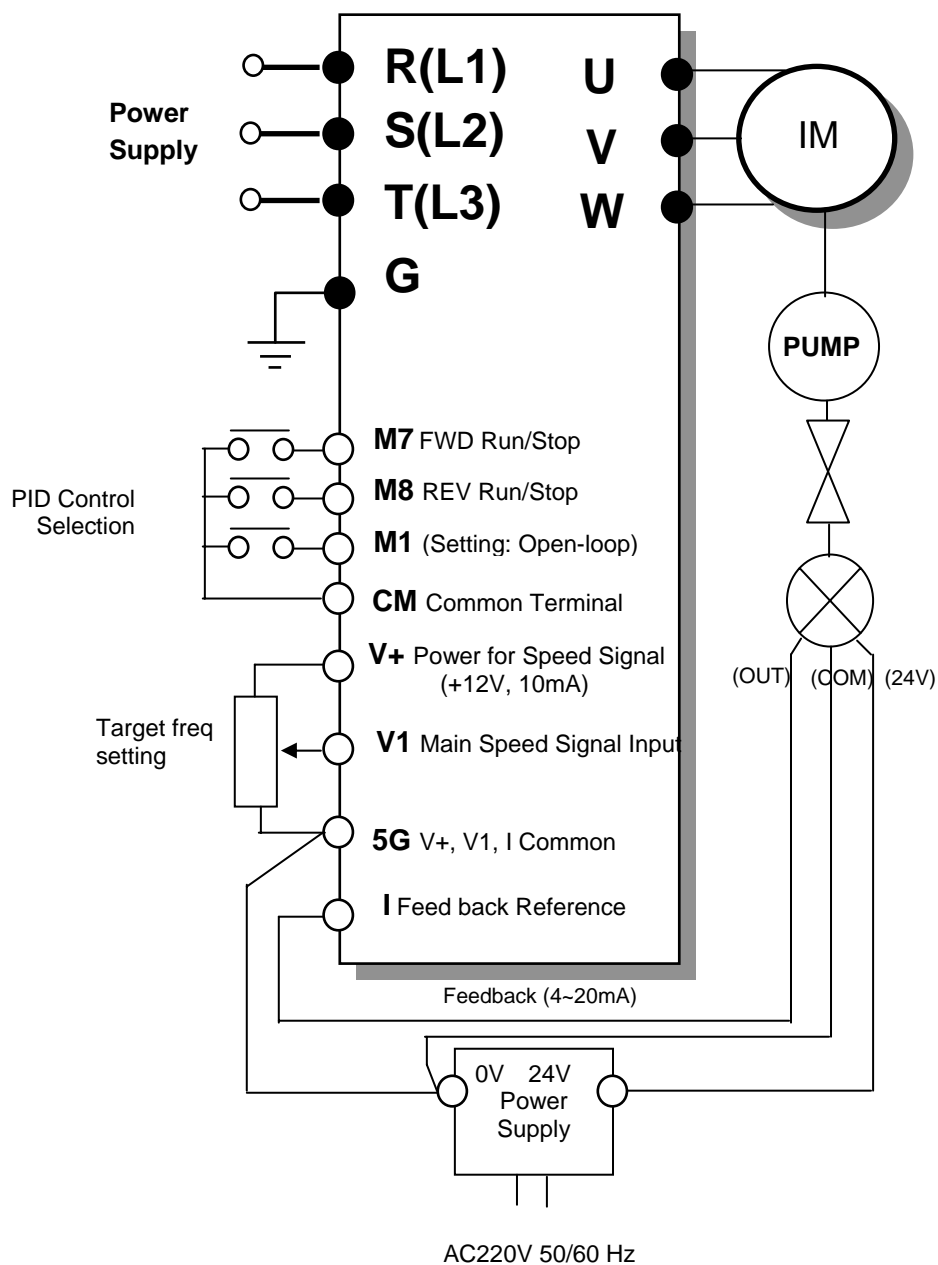 Power
Supply
R(L1)
S(L2)
T(L3)
G
U
V
W
IM
PUMP
PID Control
Selection
M7 FWD Run/Stop
M8 REV Run/Stop
M1 (Setting: Open-loop)
CM Common Terminal
V+ Power for Speed Signal
(+12V, 10mA)
Target freq
setting
V1 Main Speed Signal Input
5G V+, V1, I Common
I Feed back Reference
(OUT) (COM) (24V)
Feedback (4~20mA)
0V 24V
Power
Supply
AC220V 50/60 Hz